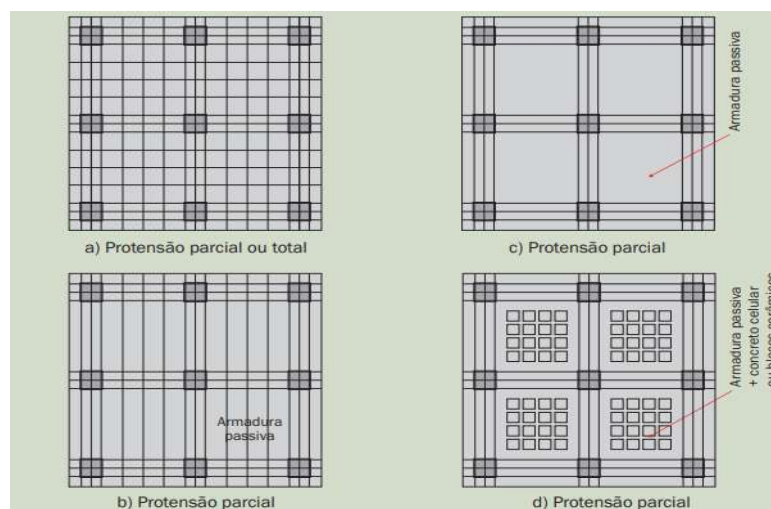 a) Protensão parcial ou total
Armadura passiva
c) Protensão parcial
Armadura
passiva
b) Protensão parcial
Armadura passiva
+ concreto celular
d) Protensão parcial